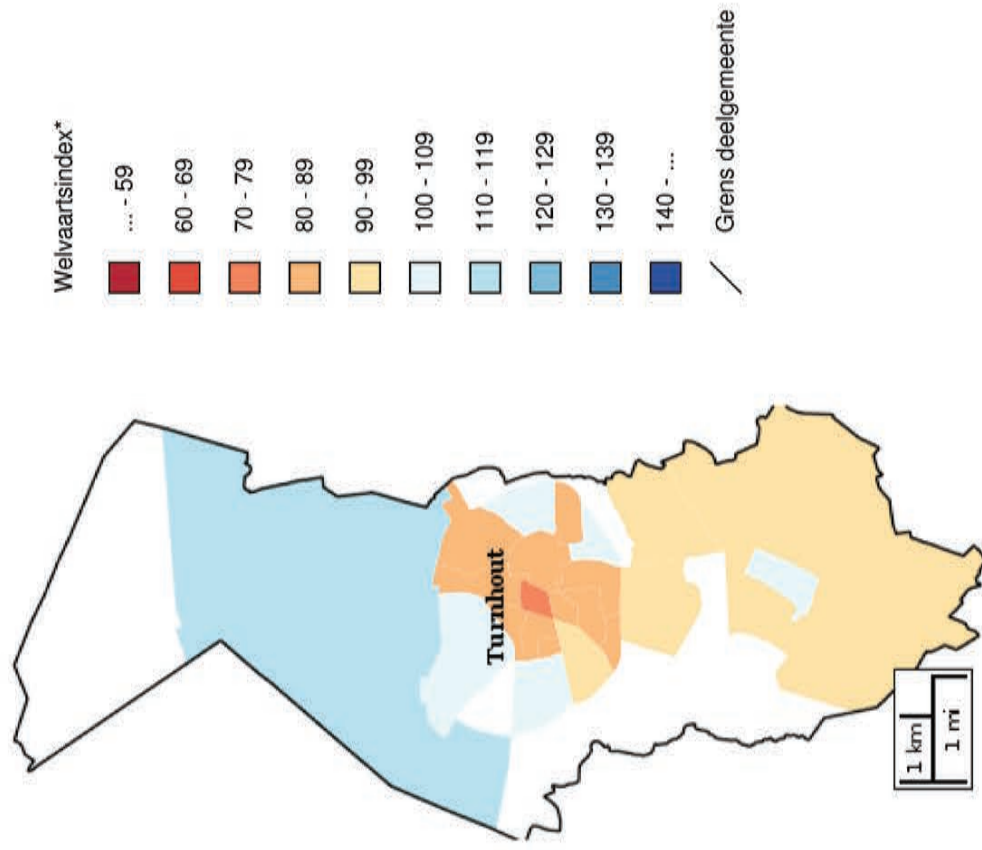 Welvaartsindex*
... - 59
60 - 69
70 - 79
80 - 89
90 - 99
100 - 109
110 - 119
120 - 129
130 - 139
140 - ...
Grens deelgemeente
Turnhout
1 km
1 mi